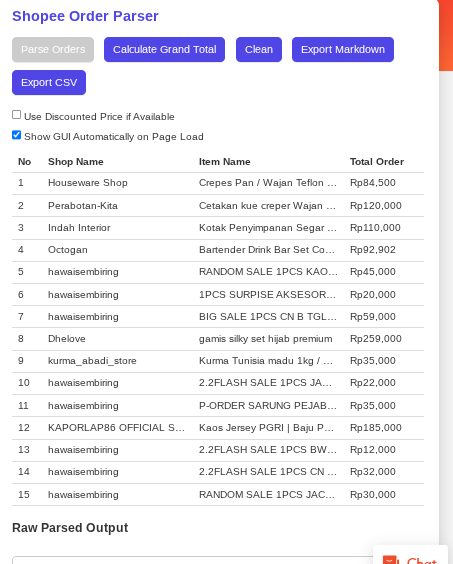 Shopee Order Parser
Parse Orders Calculate Grand Total Clean Export Markdown
Export CSV
Use Discounted Price if Available
Show GUI Automatically on Page Load
No Shop Name Item Name Total Order
1 Houseware Shop Crepes Pan / Wajan Teflon ... Rp84,500
2 Perabotan-Kita Cetakan kue creper Wajan ... Rp120,000
3 Indah Interior Kotak Penyimpanan Segar ... Rp110,000
4 Octogan Bartender Drink Bar Set Co... Rp92,902
5 hawaisembiring RANDOM SALE 1PCS KAO... Rp45,000
6 hawaisembiring 1PCS SURPISE AKSESOR... Rp20,000
7 hawaisembiring BIG SALE 1PCS CN B TGL... Rp59,000
8 Dhelove gamis silky set hijab premium Rp259,000
9 kurma_abadi_store Kurma Tunisia madu 1kg / ... Rp35,000
10 hawaisembiring 2.2FLASH SALE 1PCS JA... Rp22,000
11 hawaisembiring P-ORDER SARUNG PEJAB... Rp35,000
12 KAPORLAP86 OFFICIAL S... Kaos Jersey PGRI | Baju P... Rp185,000
13 hawaisembiring 2.2FLASH SALE 1PCS BW... Rp12,000
14 hawaisembiring 2.2FLASH SALE 1PCS CN ... Rp32,000
15 hawaisembiring RANDOM SALE 1PCS JAC... Rp30,000
Raw Parsed Output
Chat